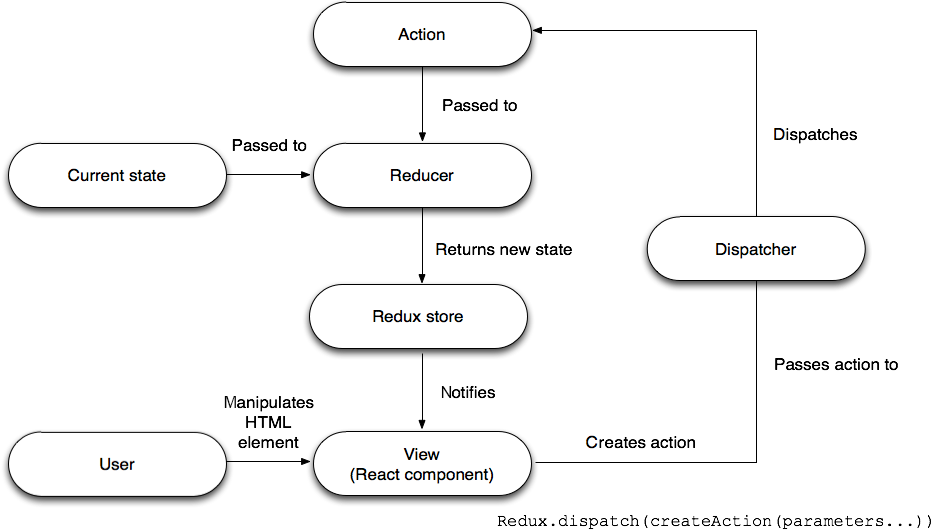 Action
Passed to
Dispatches
Passed to
Current state
Reducer
Returns new state
Dispatcher
Redux store
Passes action to
Notifies
Manipulates
HTML
element
Creates action
User
View
(React component)
Redux.dispatch(createAction(parameters...))